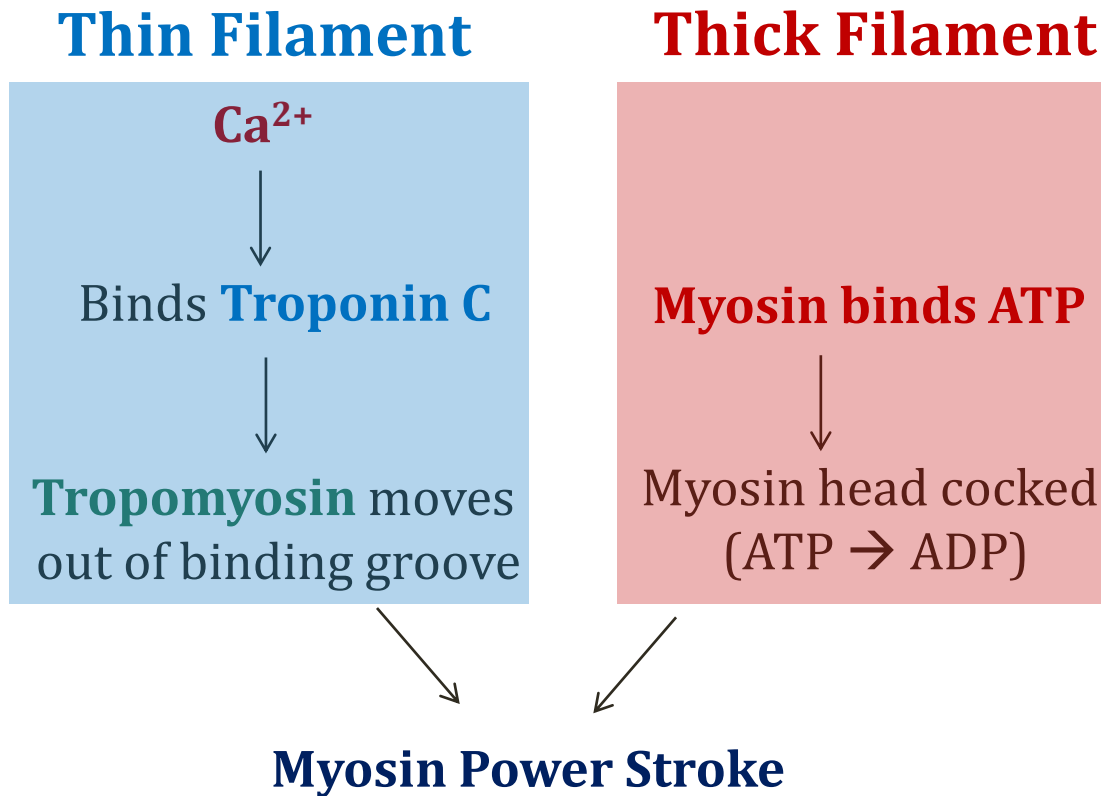 Thin Filament
Ca²⁺
Binds Troponin C
Tropomyosin moves
out of binding groove
Thick Filament
Myosin binds ATP
Myosin head cocked
(ATP → ADP)
Myosin Power Stroke